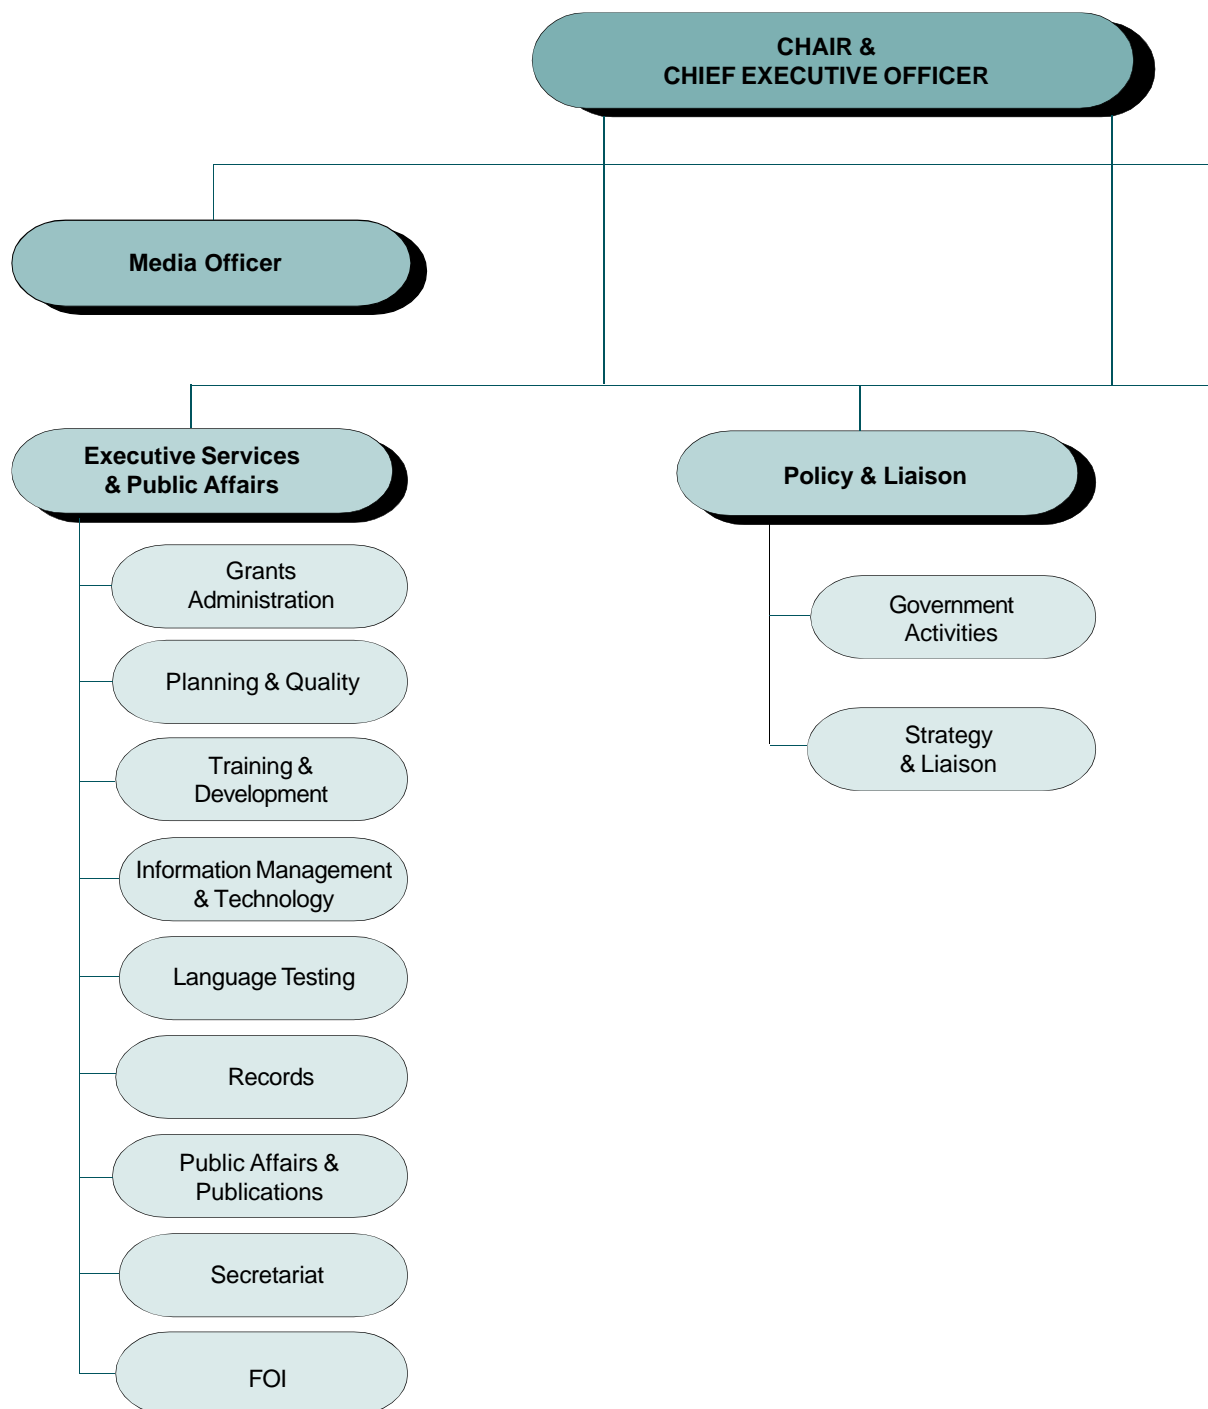 CHAIR &
CHIEF EXECUTIVE OFFICER
Media Officer
Executive Services
& Public Affairs
Grants
Administration
Planning & Quality
Training &
Development
Information Management
& Technology
Language Testing
Records
Public Affairs &
Publications
Secretariat
FOI
Policy & Liaison
Government
Activities
Strategy
& Liaison